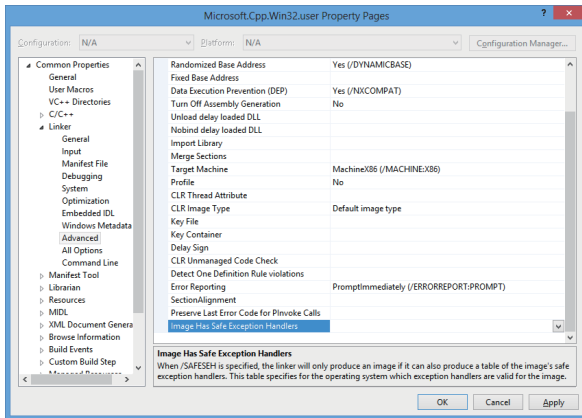 Microsoft.Cpp.Win32.user Property Pages
?
Configuration: N/A
Platform: N/A
Configuration Manager...
Common Properties
General
User Macros
VC++ Directories
C/C++
Linker
General
Input
Manifest File
Debugging
System
Optimization
Embedded IDL
Windows Metadata
Advanced
All Options
Command Line
Manifest Tool
Librarian
Resources
MIDL
XML Document Genera
Browse Information
Build Events
Custom Build Step
Managed Resources
Randomized Base Address Yes (/DYNAMICBASE)
Fixed Base Address
Data Execution Prevention (DEP) Yes (/NXCOMPAT)
Turn Off Assembly Generation No
Unload delay loaded DLL
Nobind delay loaded DLL
Import Library
Merge Sections
Target Machine MachineX86 (/MACHINE:X86)
Profile No
CLR Thread Attribute
CLR Image Type Default image type
Key File
Key Container
Delay Sign
CLR Unmanaged Code Check
Detect One Definition Rule violations
Error Reporting PromptImmediately (/ERRORREPORT:PROMPT)
SectionAlignment
Preserve Last Error Code for PInvoke Calls
Image Has Safe Exception Handlers
Image Has Safe Exception Handlers
When /SAFESEH is specified, the linker will only produce an image if it can also produce a table of the image's safe
exception handlers. This table specifies for the operating system which exception handlers are valid for the image.
OK Cancel Apply